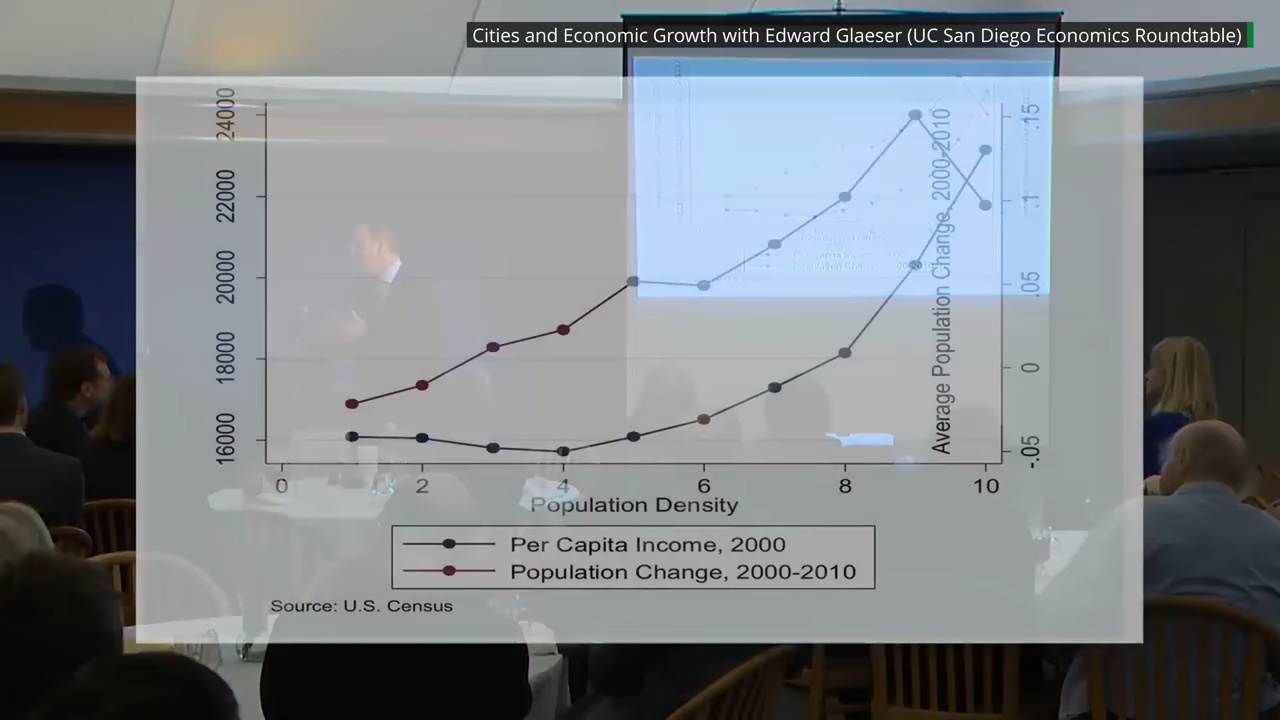 Cities and Economic Growth with Edward Glaeser (UC San Diego Economics Roundtable)
24000
22000
20000
18000
16000
Average Population Change, 2000-2010
.15
.1
.05
0
-.05
0 2 4 6 8 10
Population Density
Per Capita Income, 2000
Population Change, 2000-2010
Source: U.S. Census